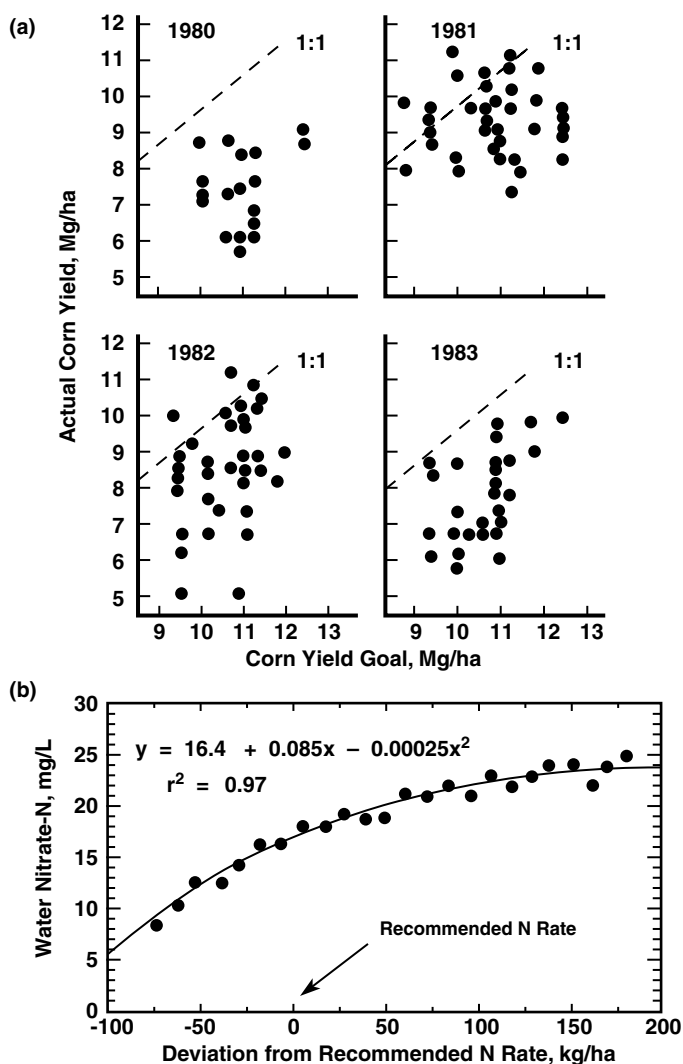 (a)
Actual Corn Yield, Mg/ha
12
11
10
9
8
7
6
5
1980
1:1
1981
1:1
12
11
10
9
8
7
6
5
1982
1:1
1983
1:1
9 10 11 12 13
9 10 11 12 13
Corn Yield Goal, Mg/ha
(b)
Water Nitrate-N, mg/L
30
25
20
15
10
5
0
y = 16.4 + 0.085x – 0.00025x²
r² = 0.97
Recommended N Rate
-100 -50 0 50 100 150 200
Deviation from Recommended N Rate, kg/ha